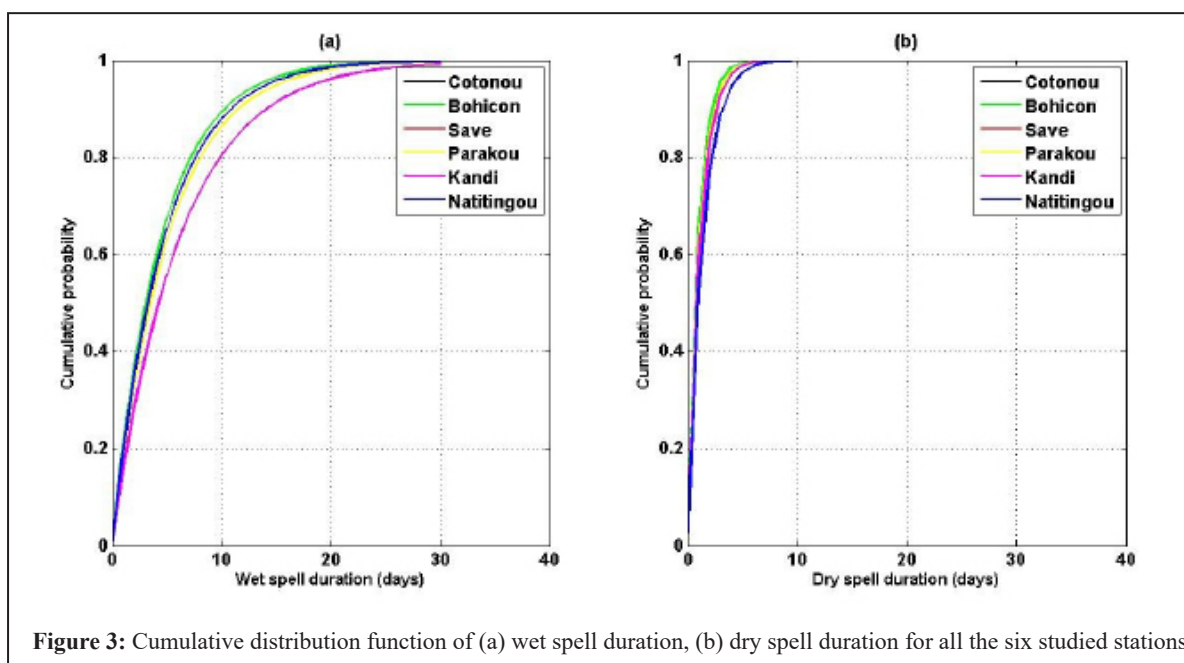 (a)
1
0.8
0.6
0.4
0.2
0
Cumulative probability
Cotonou
Bohicon
Save
Parakou
Kandi
Natitingou
0 10 20 30 40
Wet spell duration (days)
(b)
1
0.8
0.6
0.4
0.2
0
Cumulative probability
Cotonou
Bohicon
Save
Parakou
Kandi
Natitingou
0 10 20 30 40
Dry spell duration (days)
Figure 3: Cumulative distribution function of (a) wet spell duration, (b) dry spell duration for all the six studied stations